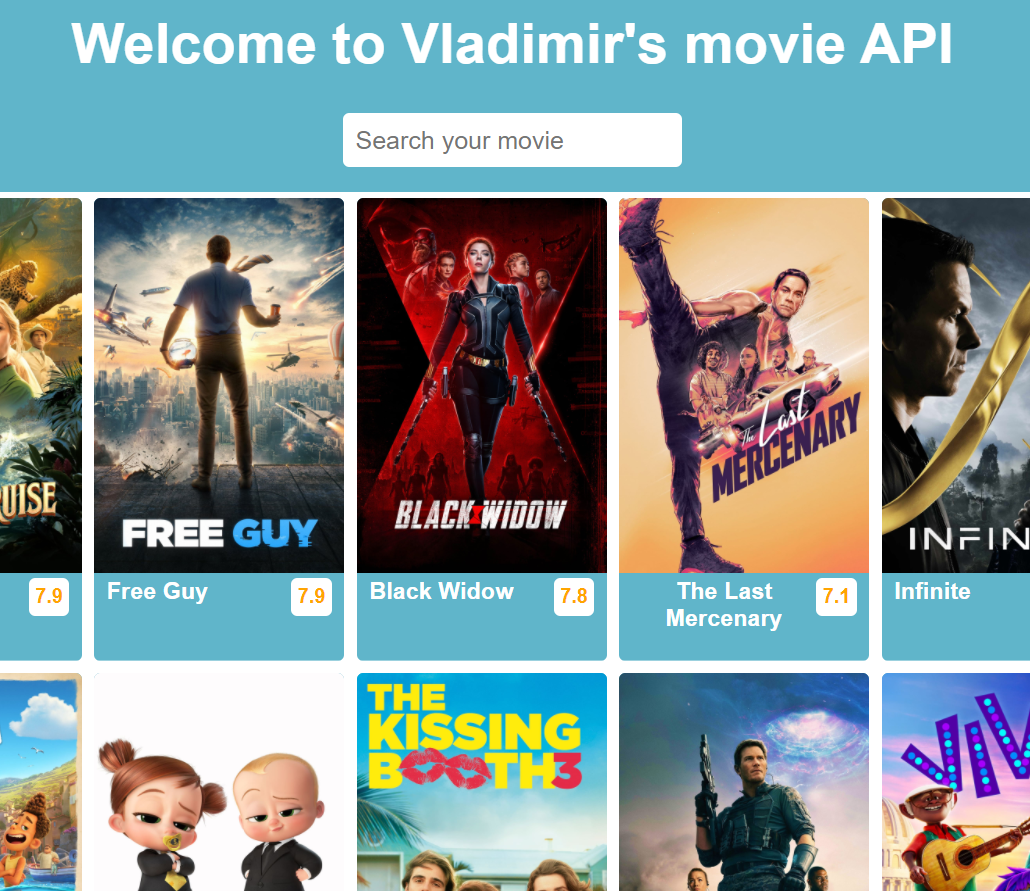 Welcome to Vladimir's movie API
Search your movie
UISE
FREE GUY
BLACK WIDOW
The Last
MERCENARY
INFIN
7.9
Free Guy
7.9
Black Widow
7.8
The Last
Mercenary
7.1
Infinite
THE
KISSING
BOOTH3
VIV